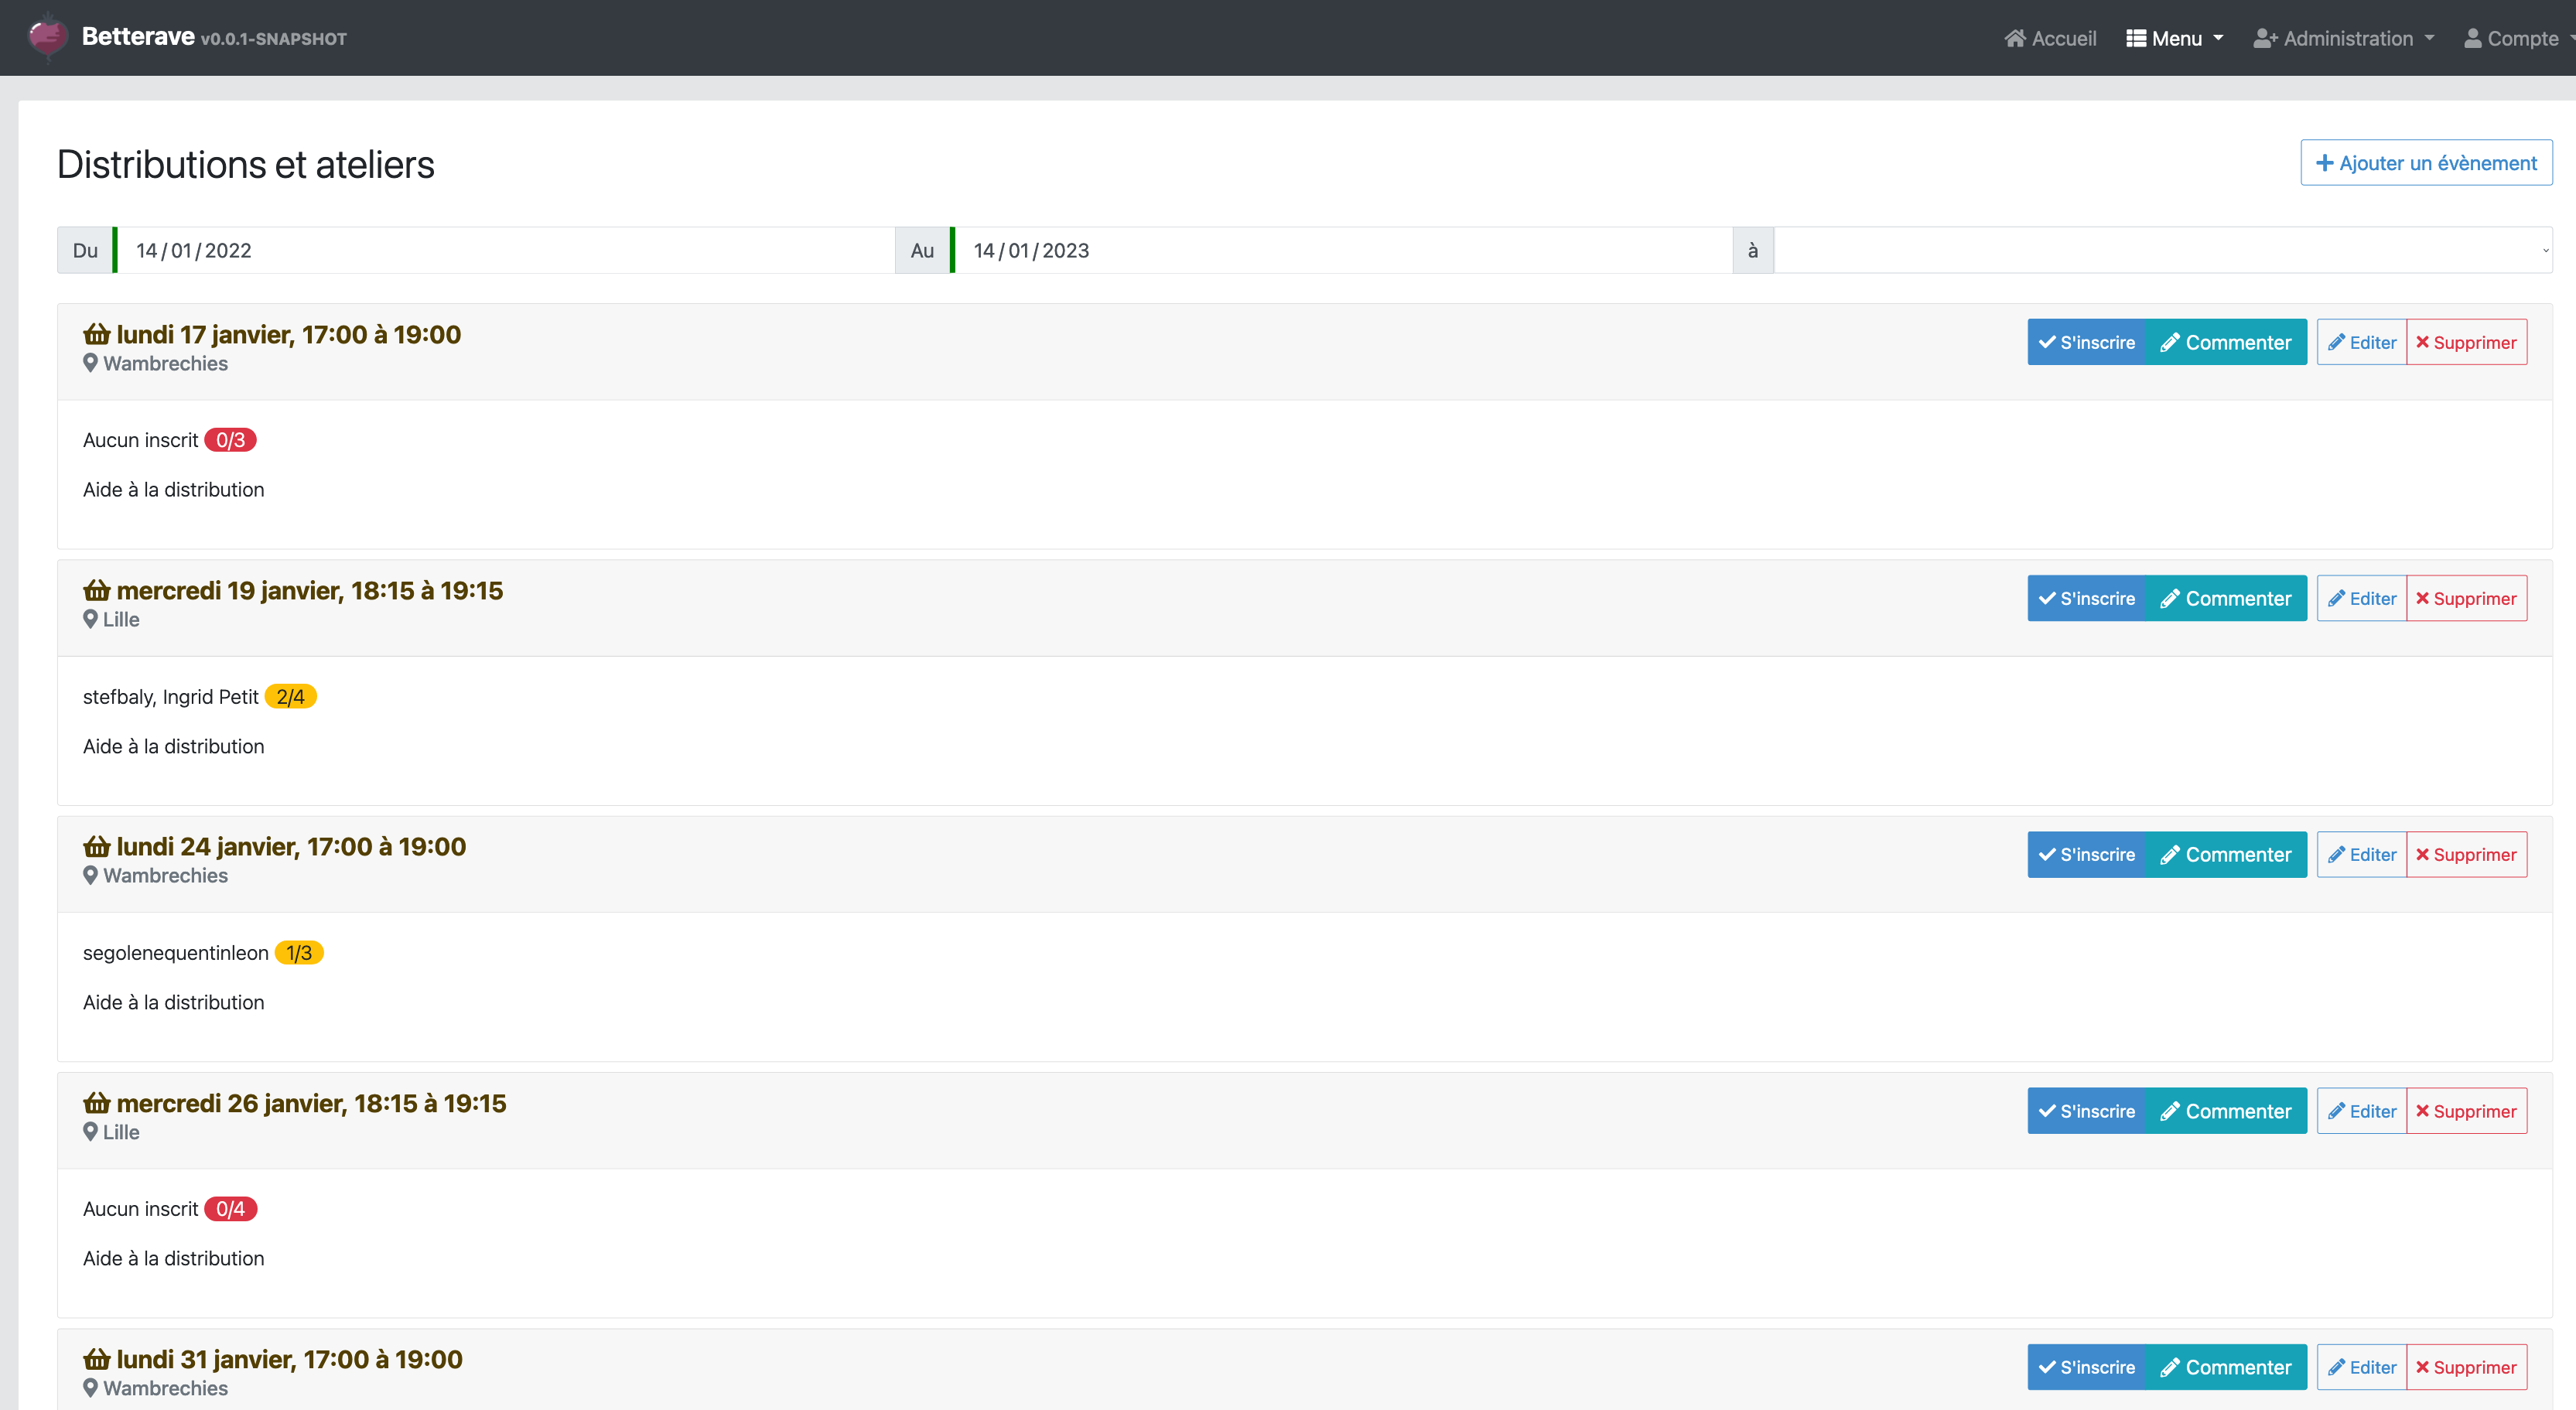 Betterave v0.0.1-SNAPSHOT
Accueil Menu Administration Compte
Distributions et ateliers
Ajouter un évènement
Du 14/01/2022 Au 14/01/2023 à
lundi 17 janvier, 17:00 à 19:00
Wambrechies
S'inscrire Commenter Editer Supprimer
Aucun inscrit 0/3
Aide à la distribution
mercredi 19 janvier, 18:15 à 19:15
Lille
S'inscrire Commenter Editer Supprimer
stefbaly, Ingrid Petit 2/4
Aide à la distribution
lundi 24 janvier, 17:00 à 19:00
Wambrechies
S'inscrire Commenter Editer Supprimer
segolenequentinleon 1/3
Aide à la distribution
mercredi 26 janvier, 18:15 à 19:15
Lille
S'inscrire Commenter Editer Supprimer
Aucun inscrit 0/4
Aide à la distribution
lundi 31 janvier, 17:00 à 19:00
Wambrechies
S'inscrire Commenter Editer Supprimer